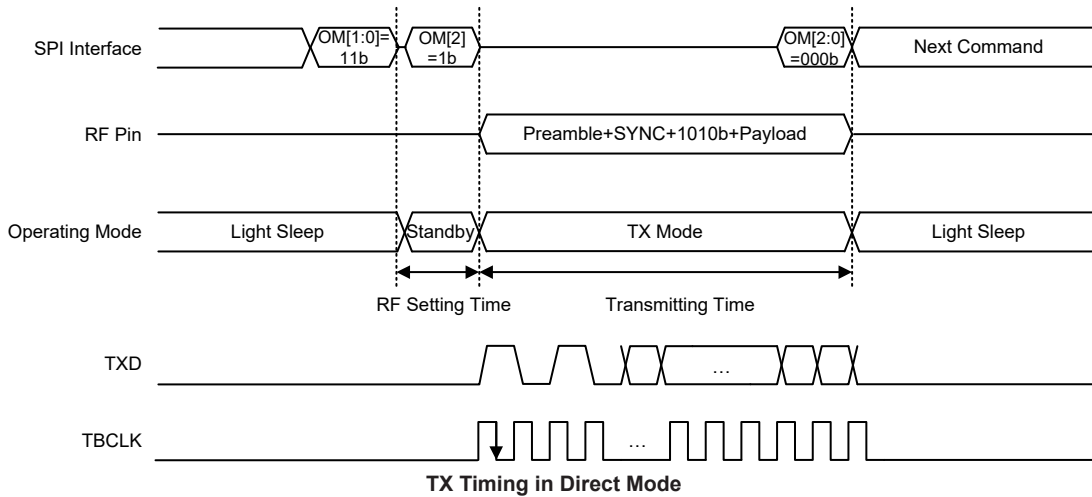 SPI Interface
OM[1:0]=
11b
OM[2]
=1b
OM[2:0]
=000b
Next Command
RF Pin
Preamble+SYNC+1010b+Payload
Operating Mode
Light Sleep
Standby
TX Mode
Light Sleep
RF Setting Time
Transmitting Time
TXD
…
TBCLK
…
TX Timing in Direct Mode